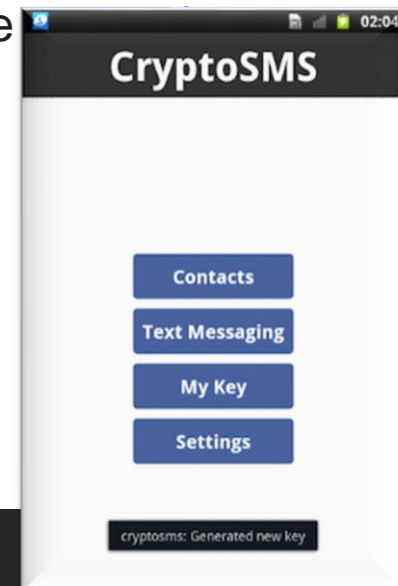 e
02:04
CryptoSMS
Contacts
Text Messaging
My Key
Settings
cryptosms: Generated new key